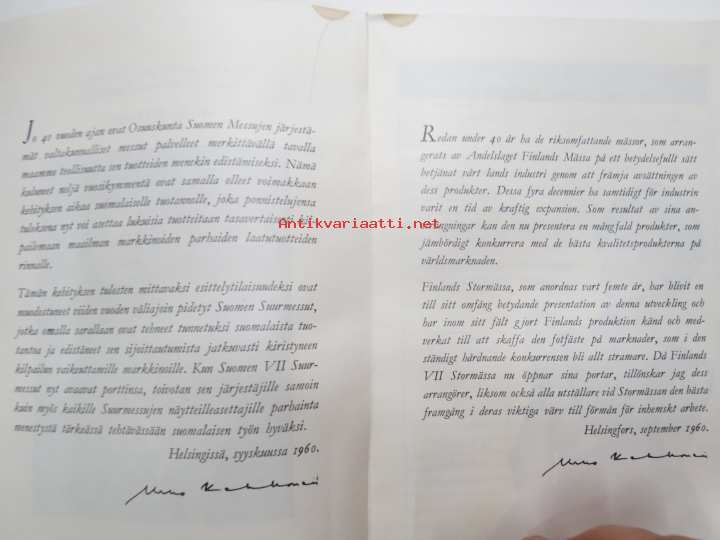 Jo 40 vuoden ajan ovat Osuuskunta Suomen Messujen järjestä-
mät valtakunnalliset messut palvelleet merkittävällä tavalla
maamme teollisuutta sen tuotteiden menekin edistämiseksi. Nämä
kuluneet neljä vuosikymmentä ovat samalla olleet voimakkaan
kehityksen aikaa suomalaiselle tuotannolle, joka ponnistelujensa
tuloksena nyt voi asettaa lukuisia tuotteitaan tasavertaisesti kil-
pailemaan maailman markkinoiden parhaiden laatutuotteiden
rinnalle.
Tämän kehityksen tulosten mittavaksi esittelytilaisuudeksi ovat
muodostuneet viiden vuoden väliajoin pidetyt Suomen Suurmessut,
jotka omalla sarallaan ovat tehneet tunnetuksi suomalaista tuo-
tantoa ja edistäneet sen sijoittautumista jatkuvasti kiristyneen
kilpailun vaikeuttamille markkinoille. Kun Suomen VII Suur-
messut nyt avaavat porttinsa, toivotan sen järjestäjille samoin
kuin myös kaikille Suurmessujen näytteilleasettajille parhainta
menestystä tärkeässä tehtävässään suomalaisen työn hyväksi.
Helsingissä, syyskuussa 1960.
Urho Kekkonen
Redan under 40 år ha de riksomfattande mässor, som arran-
gerats av Andelslaget Finlands Mässa på ett betydelsefullt sätt
betjänat vårt lands industri genom att främja avsättningen av
dess produkter. Dessa fyra decennier ha samtidigt för industrin
varit en tid av kraftig expansion. Som resultat av sina an-
strängningar kan den nu presentera en mångfald produkter, som
jämbördigt konkurrera med de bästa kvalitetsprodukterna på
världsmarknaden.
Finlands Stormässa, som anordnas vart femte år, har blivit en
till sitt omfång betydande presentation av denna utveckling och
har inom sitt fält gjort Finlands produktion känd och med-
verkat till att skaffa den fotfäste på marknader, som i den
ständigt hårdnande konkurrensen bli allt stramare. Då Finlands
VII Stormässa nu öppnar sina portar, tillönskar jag dess
arrangörer, liksom också alla utställare vid Stormässan den bästa
framgång i deras viktiga värv till förmån för inhemskt arbete.
Helsingfors, september 1960.
Urho Kekkonen
Antikvariaatti.net